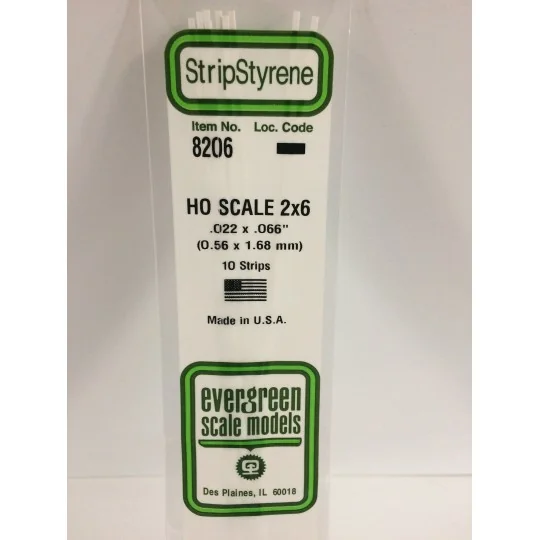 StripStyrene
Item No. Loc. Code
8206
HO SCALE 2x6
.022 x .066"
(0.56 x 1.68 mm)
10 Strips
Made in U.S.A.
evergreen
scale models
Des Plaines, IL 60018